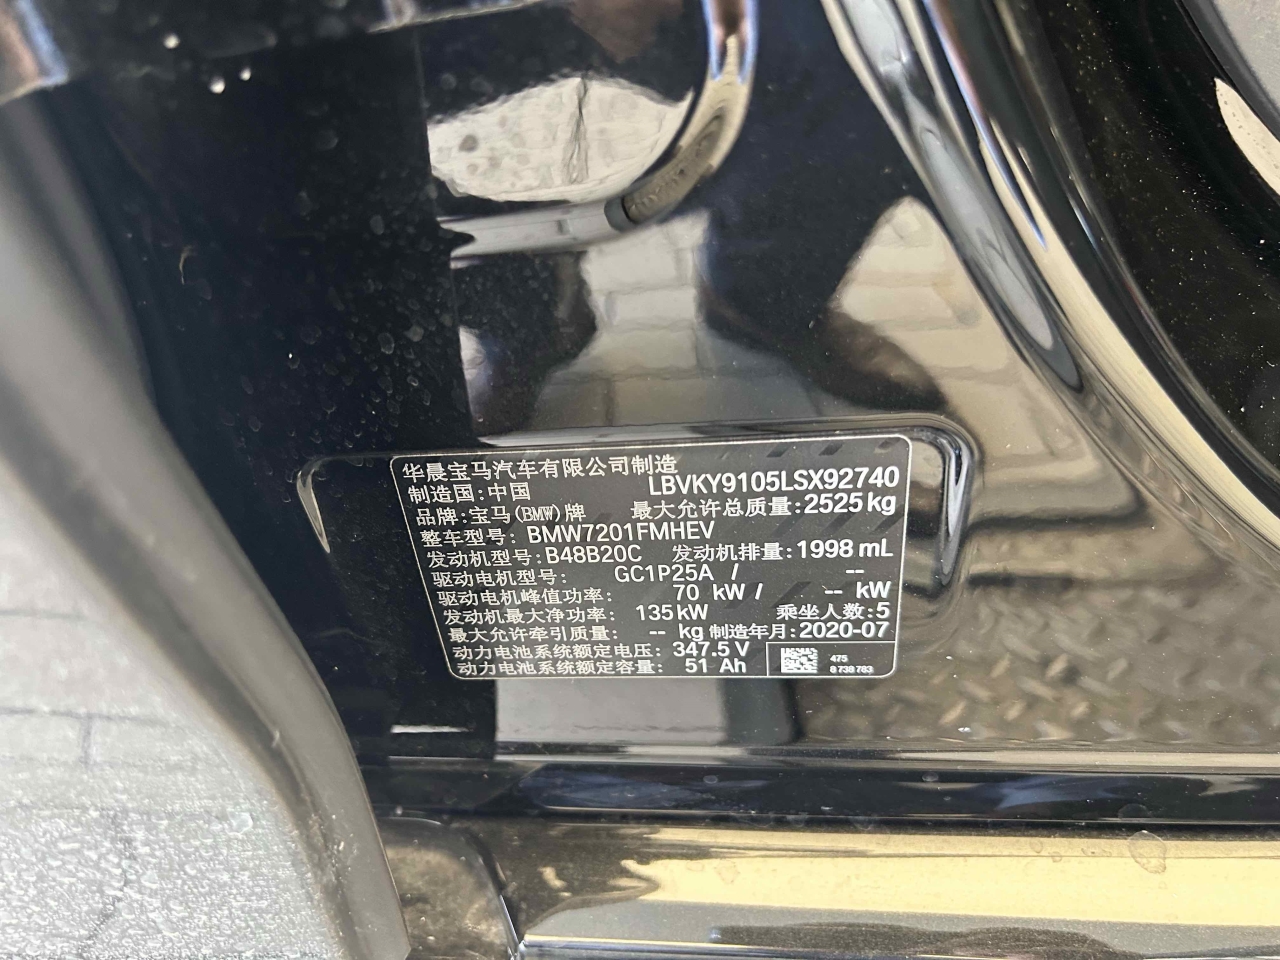 华晨宝马汽车有限公司制造
制造国:中国 LBVKY9105LSX92740
品牌:宝马(BMW)牌 最大允许总质量:2525kg
整车型号: BMW7201FMHEV
发动机型号:B48B20C 发动机排量:1998 mL
驱动电机型号: GC1P25A / --
驱动电机峰值功率: 70 kW / -- kW
发动机最大净功率: 135kW 乘坐人数:5
最大允许牵引质量: -- kg 制造年月:2020-07
动力电池系统额定电压: 347.5 V
动力电池系统额定容量: 51 Ah
475
8 738 783